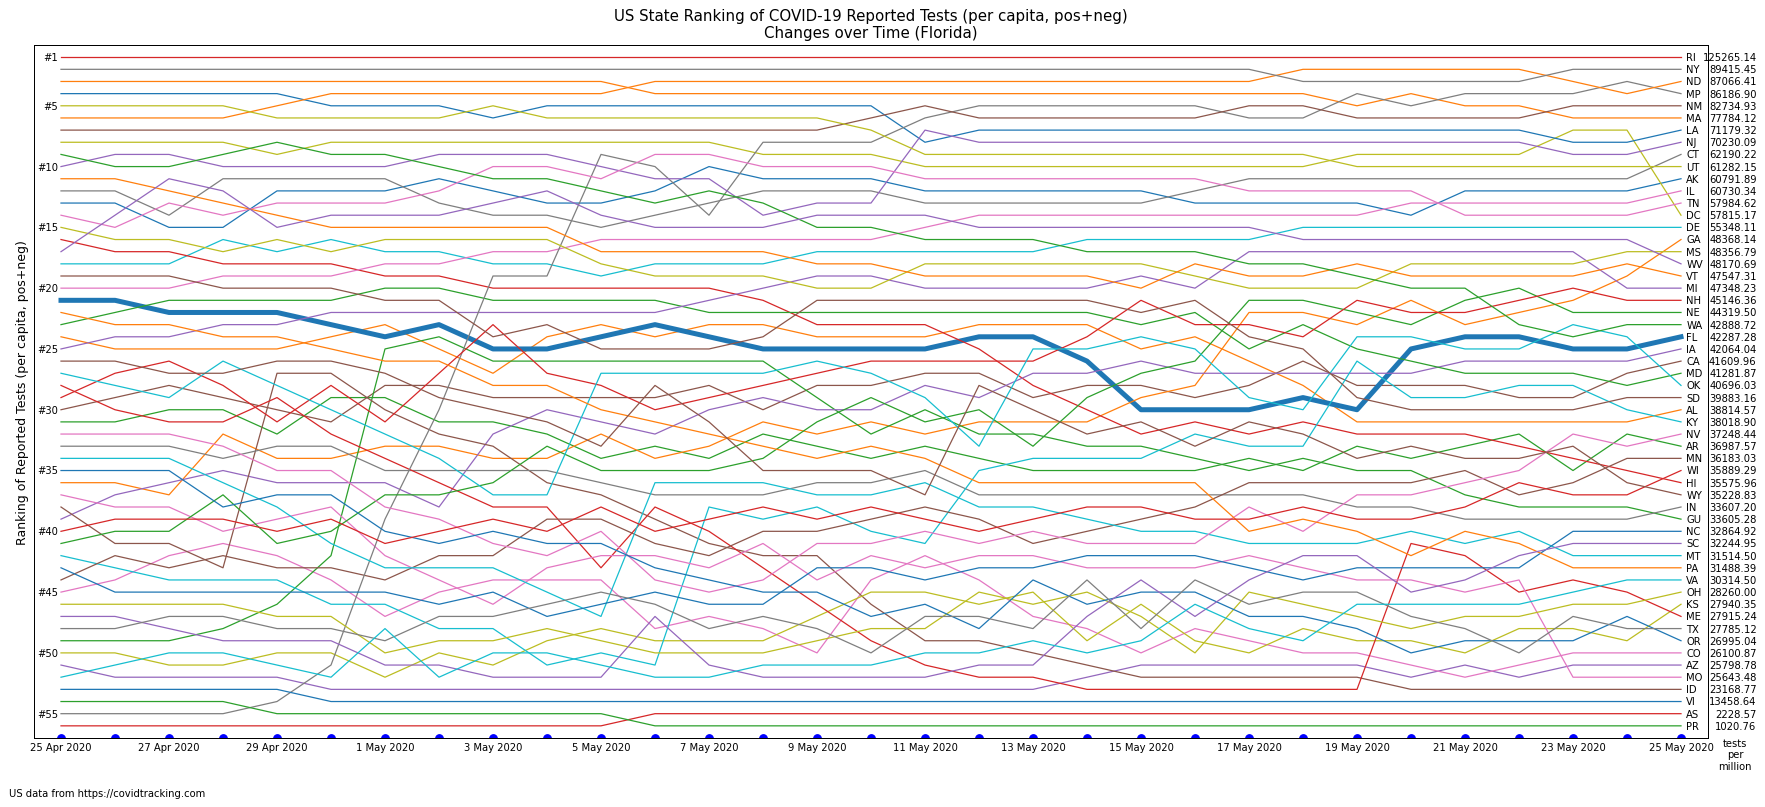 US State Ranking of COVID-19 Reported Tests (per capita, pos+neg)
Changes over Time (Florida)
Ranking of Reported Tests (per capita, pos+neg)
#1
#5
#10
#15
#20
#25
#30
#35
#40
#45
#50
#55
RI 125265.14
NY 89415.45
ND 87066.41
MP 86186.90
NM 82734.93
MA 77784.12
LA 71179.32
NJ 70230.09
CT 62190.22
UT 61282.15
AK 60791.89
IL 60730.34
TN 57984.62
DC 57815.17
DE 55348.11
GA 48368.14
MS 48356.79
WV 48170.69
VT 47547.31
MI 47348.23
NH 45146.36
NE 44319.50
WA 42888.72
FL 42287.28
IA 42064.04
CA 41609.96
MD 41281.87
OK 40696.03
SD 39883.16
AL 38814.57
KY 38018.90
NV 37248.44
AR 36987.57
MN 36183.03
WI 35889.29
HI 35575.96
WY 35228.83
IN 33607.20
GU 33605.28
NC 32864.92
SC 32244.95
MT 31514.50
PA 31488.39
VA 30314.50
OH 28260.00
KS 27940.35
ME 27915.24
TX 27785.12
OR 26995.04
CO 26100.87
AZ 25798.78
MO 25643.48
ID 23168.77
VI 13458.64
AS 2228.57
PR 1020.76
25 Apr 2020 27 Apr 2020 29 Apr 2020 1 May 2020 3 May 2020 5 May 2020 7 May 2020 9 May 2020 11 May 2020 13 May 2020 15 May 2020 17 May 2020 19 May 2020 21 May 2020 23 May 2020 25 May 2020
tests
per
million
US data from https://covidtracking.com